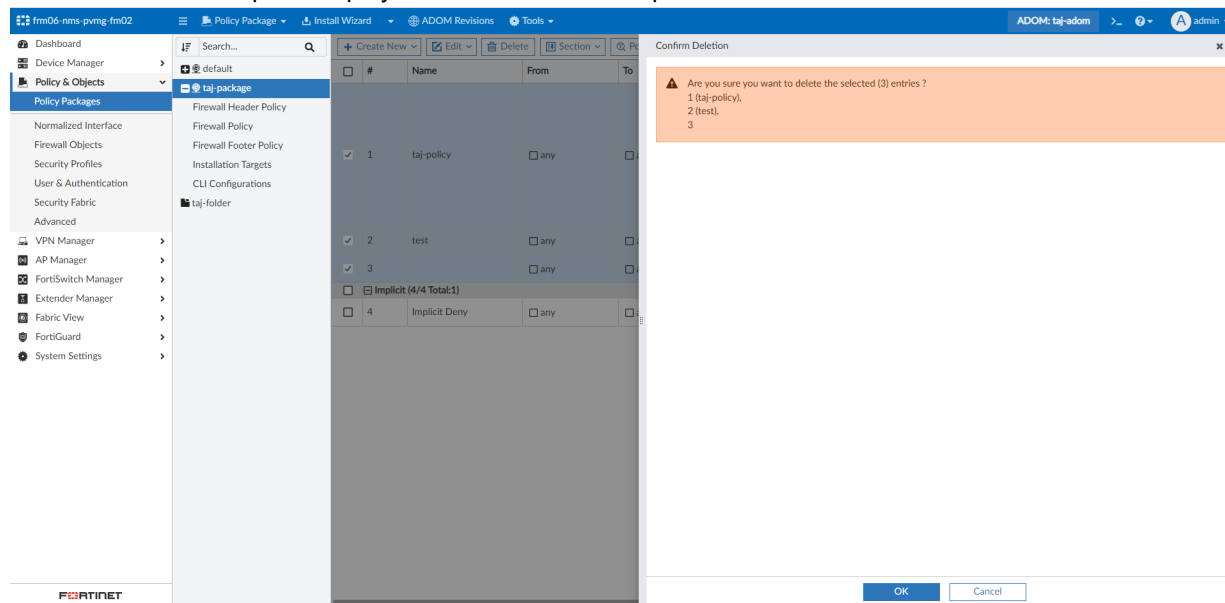 frm06-nms-pvmg-fm02
Policy Package
Install Wizard
ADOM Revisions
Tools
ADOM: taj-adom
>_
?
A admin
Dashboard
Device Manager
Policy & Objects
Policy Packages
Normalized Interface
Firewall Objects
Security Profiles
User & Authentication
Security Fabric
Advanced
VPN Manager
AP Manager
FortiSwitch Manager
Extender Manager
Fabric View
FortiGuard
System Settings
FORTINET
Search...
default
taj-package
Firewall Header Policy
Firewall Policy
Firewall Footer Policy
Installation Targets
CLI Configurations
taj-folder
+ Create New Edit Delete Section Po
# Name From To
1 taj-policy any a
2 test any a
3 any a
Implicit (4/4 Total:1)
4 Implicit Deny any a
Confirm Deletion
Are you sure you want to delete the selected (3) entries ?
1 (taj-policy),
2 (test),
3
OK Cancel